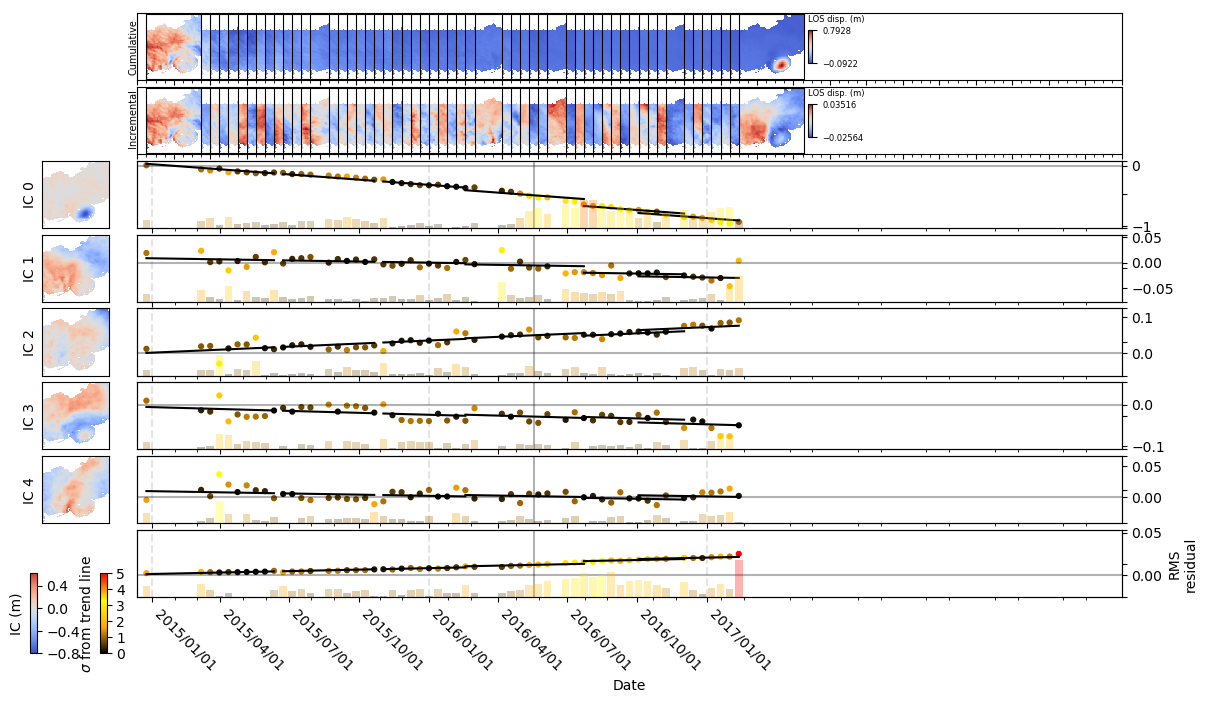 Cumulative
LOS disp. (m)
0.7928
−0.0922
Incremental
LOS disp. (m)
0.03516
−0.02564
IC 0
0
−1
IC 1
0.05
0.00
−0.05
IC 2
0.1
0.0
IC 3
0.0
−0.1
IC 4
0.05
0.00
0.05
0.00
RMS
residual
IC (m)
0.4
0.0
−0.4
−0.8
σ from trend line
5
4
3
2
1
0
2015/01/01
2015/04/01
2015/07/01
2015/10/01
2016/01/01
2016/04/01
2016/07/01
2016/10/01
2017/01/01
Date